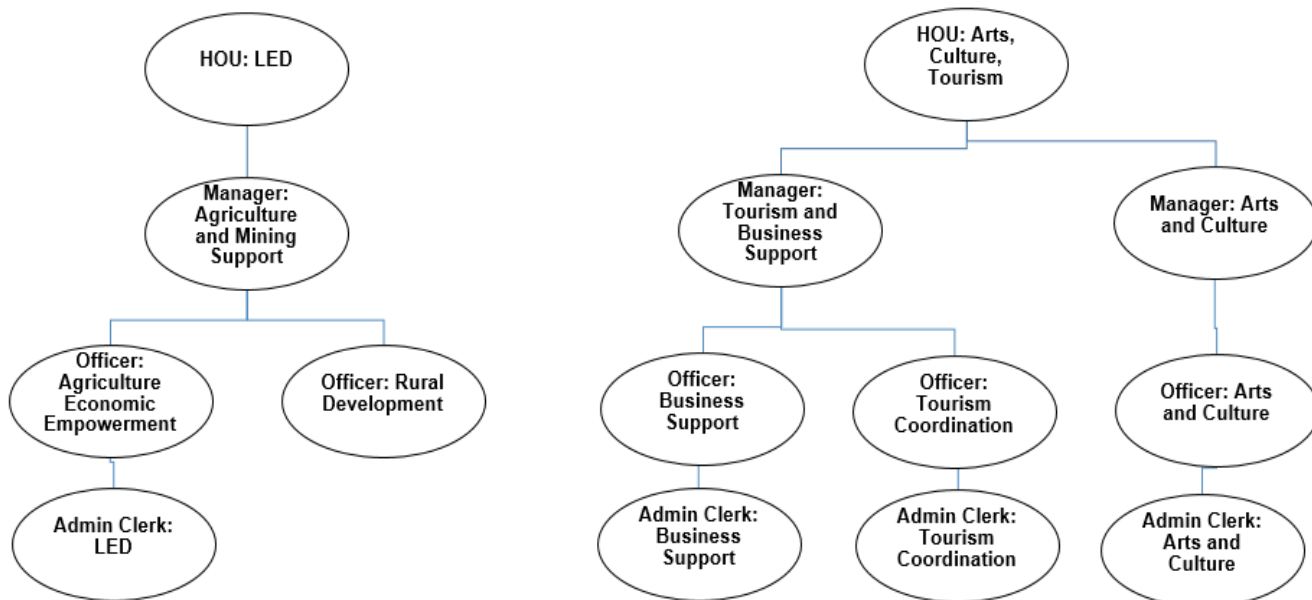 HOU: LED
HOU: Arts,
Culture,
Tourism
Manager:
Agriculture
and Mining
Support
Manager:
Tourism and
Business
Support
Manager: Arts
and Culture
Officer:
Agriculture
Economic
Empowerment
Officer: Rural
Development
Officer:
Business
Support
Officer:
Tourism
Coordination
Officer: Arts
and Culture
Admin Clerk:
LED
Admin Clerk:
Business
Support
Admin Clerk:
Tourism
Coordination
Admin Clerk:
Arts and
Culture